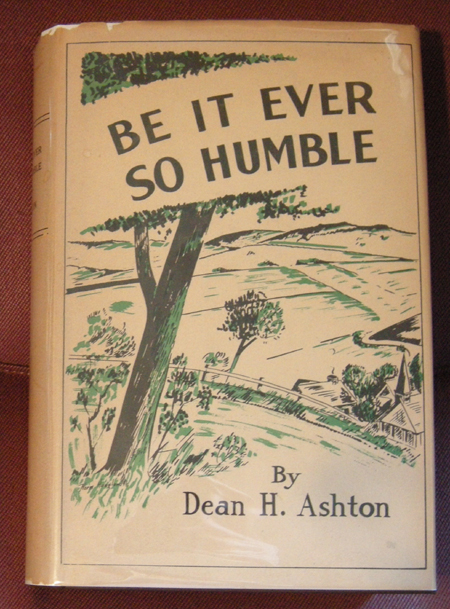 BE IT EVER
SO HUMBLE
By
Dean H. Ashton